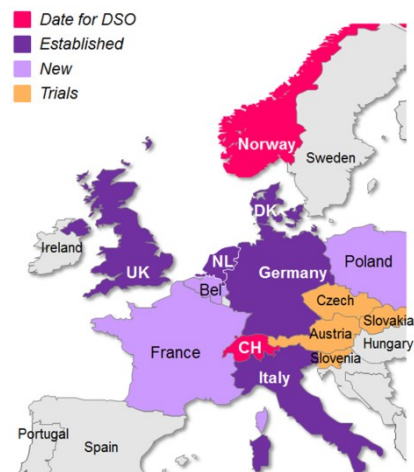 Date for DSO
Established
New
Trials
Norway
Sweden
DK
Ireland
NL
UK
Bel
Germany
Poland
Czech
Slovakia
Austria
Hungary
France
CH
Slovenia
Italy
Portugal
Spain